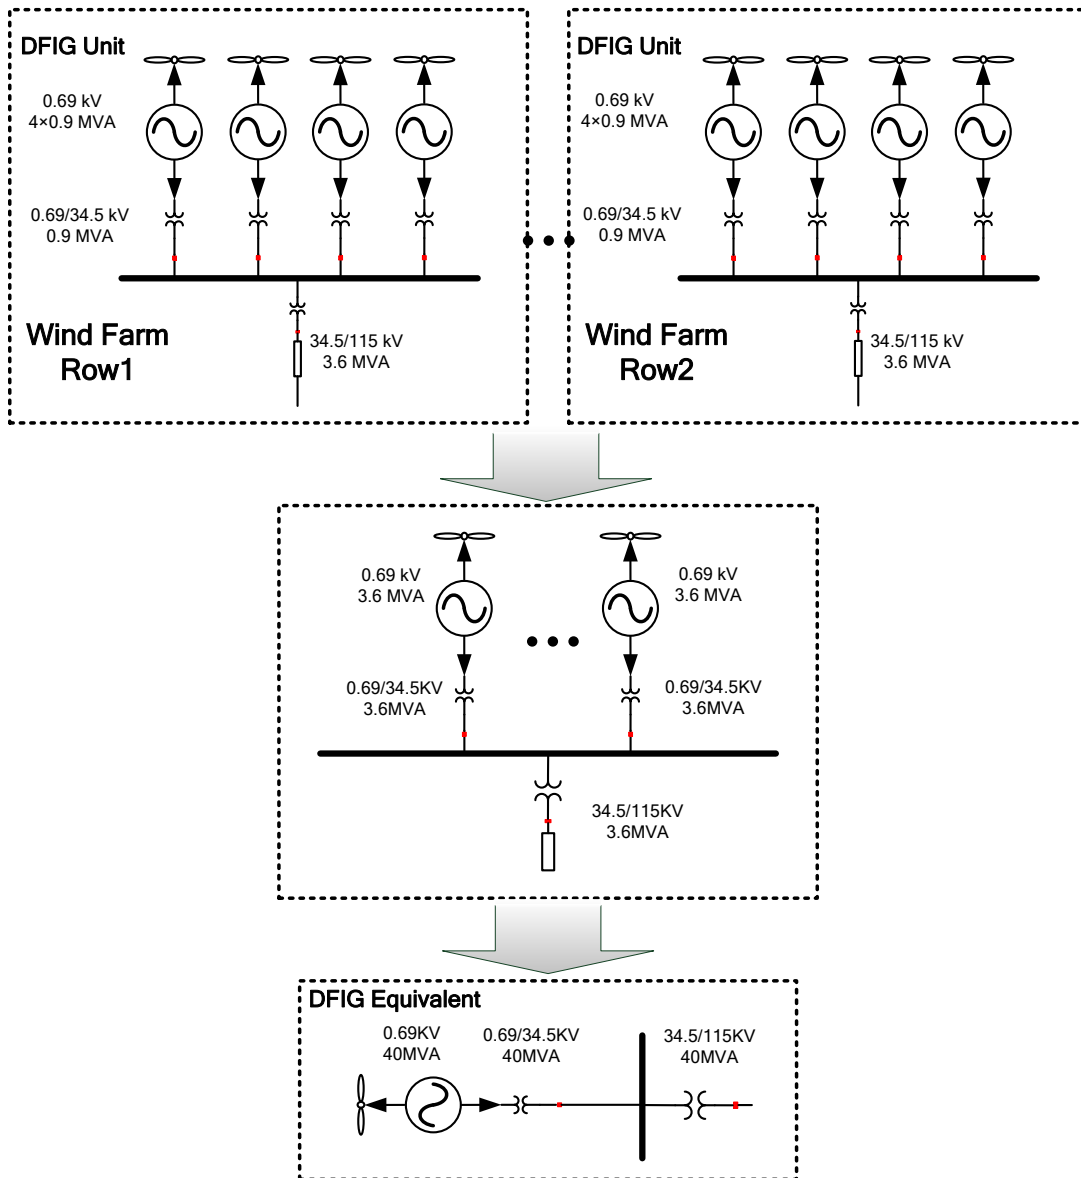 DFIG Unit
0.69 kV
4×0.9 MVA
0.69/34.5 kV
0.9 MVA
Wind Farm
Row1
34.5/115 kV
3.6 MVA
DFIG Unit
0.69 kV
4×0.9 MVA
0.69/34.5 kV
0.9 MVA
Wind Farm
Row2
34.5/115 kV
3.6 MVA
0.69 kV
3.6 MVA
0.69 kV
3.6 MVA
0.69/34.5KV
3.6MVA
0.69/34.5KV
3.6MVA
34.5/115KV
3.6MVA
DFIG Equivalent
0.69KV
40MVA
0.69/34.5KV
40MVA
34.5/115KV
40MVA